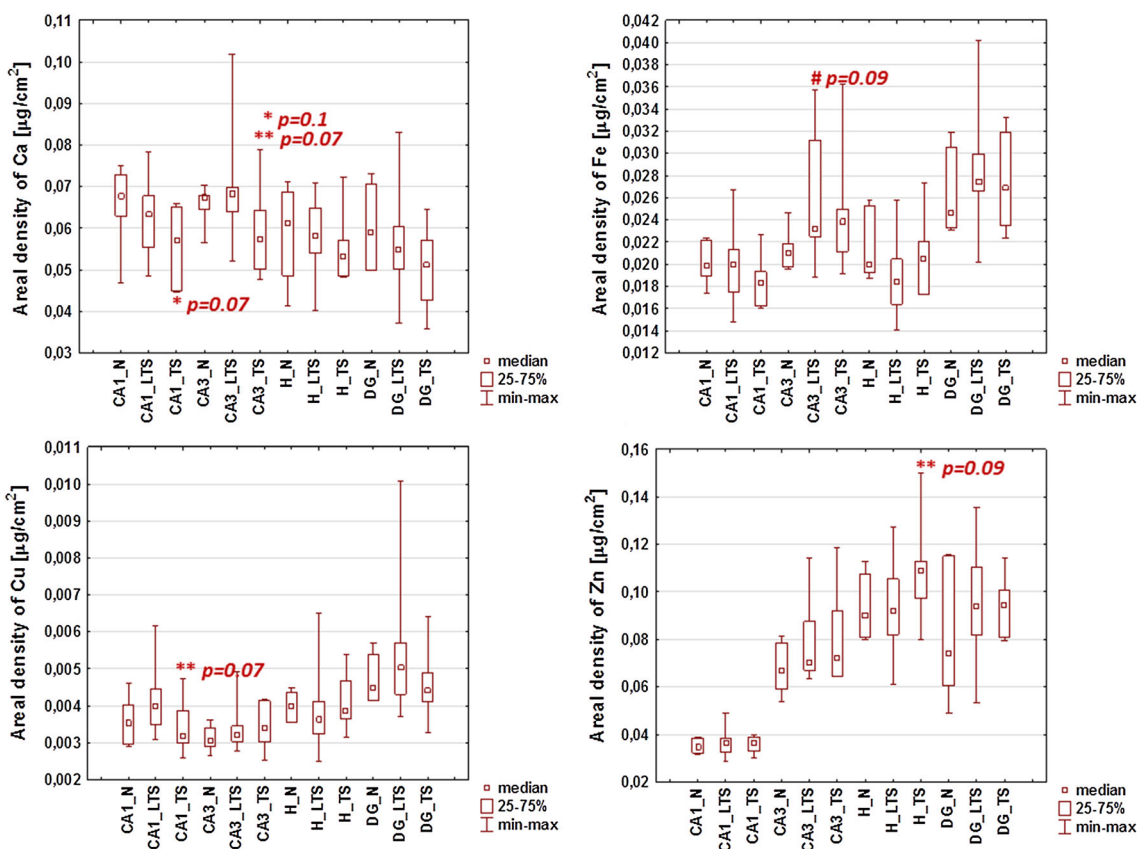 Areal density of Ca [µg/cm²]
0,11
0,10
0,09
0,08
0,07
0,06
0,05
0,04
0,03
* p=0.1
** p=0.07
* p=0.07
CA1_N
CA1_LTS
CA1_TS
CA3_N
CA3_LTS
CA3_TS
H_N
H_LTS
H_TS
DG_N
DG_LTS
DG_TS
median
25-75%
min-max
Areal density of Fe [µg/cm²]
0,042
0,040
0,038
0,036
0,034
0,032
0,030
0,028
0,026
0,024
0,022
0,020
0,018
0,016
0,014
0,012
# p=0.09
CA1_N
CA1_LTS
CA1_TS
CA3_N
CA3_LTS
CA3_TS
H_N
H_LTS
H_TS
DG_N
DG_LTS
DG_TS
median
25-75%
min-max
Areal density of Cu [µg/cm²]
0,011
0,010
0,009
0,008
0,007
0,006
0,005
0,004
0,003
0,002
** p=0.07
CA1_N
CA1_LTS
CA1_TS
CA3_N
CA3_LTS
CA3_TS
H_N
H_LTS
H_TS
DG_N
DG_LTS
DG_TS
median
25-75%
min-max
Areal density of Zn [µg/cm²]
0,16
0,14
0,12
0,10
0,08
0,06
0,04
0,02
** p=0.09
CA1_N
CA1_LTS
CA1_TS
CA3_N
CA3_LTS
CA3_TS
H_N
H_LTS
H_TS
DG_N
DG_LTS
DG_TS
median
25-75%
min-max